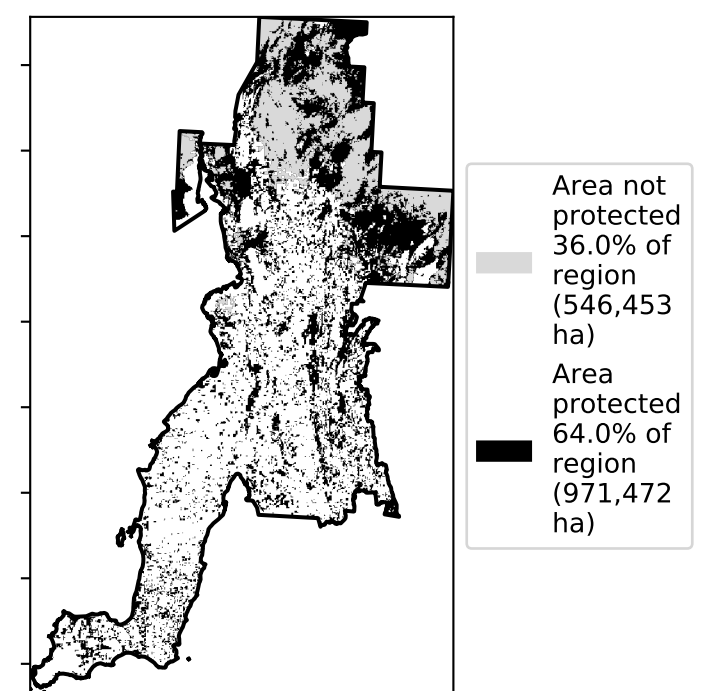 Area not
protected
36.0% of
region
(546,453
ha)
Area
protected
64.0% of
region
(971,472
ha)